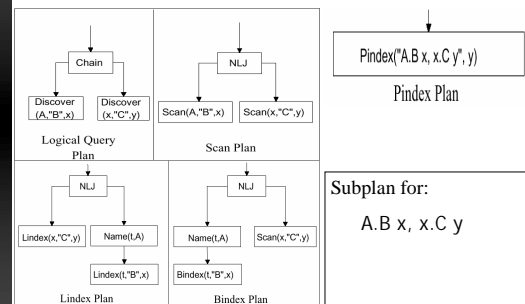 Chain
Discover
(A,"B",x)
Discover
(x,"C",y)
Logical Query
Plan
NLJ
Scan(A,"B",x)
Scan(x,"C",y)
Scan Plan
Pindex("A.B x, x.C y", y)
Pindex Plan
NLJ
Lindex(x,"C",y)
Name(t,A)
Lindex(t,"B",x)
Lindex Plan
NLJ
Name(t,A)
Scan(x,"C",y)
Bindex(t,"B",x)
Bindex Plan
Subplan for:
A.B x, x.C y